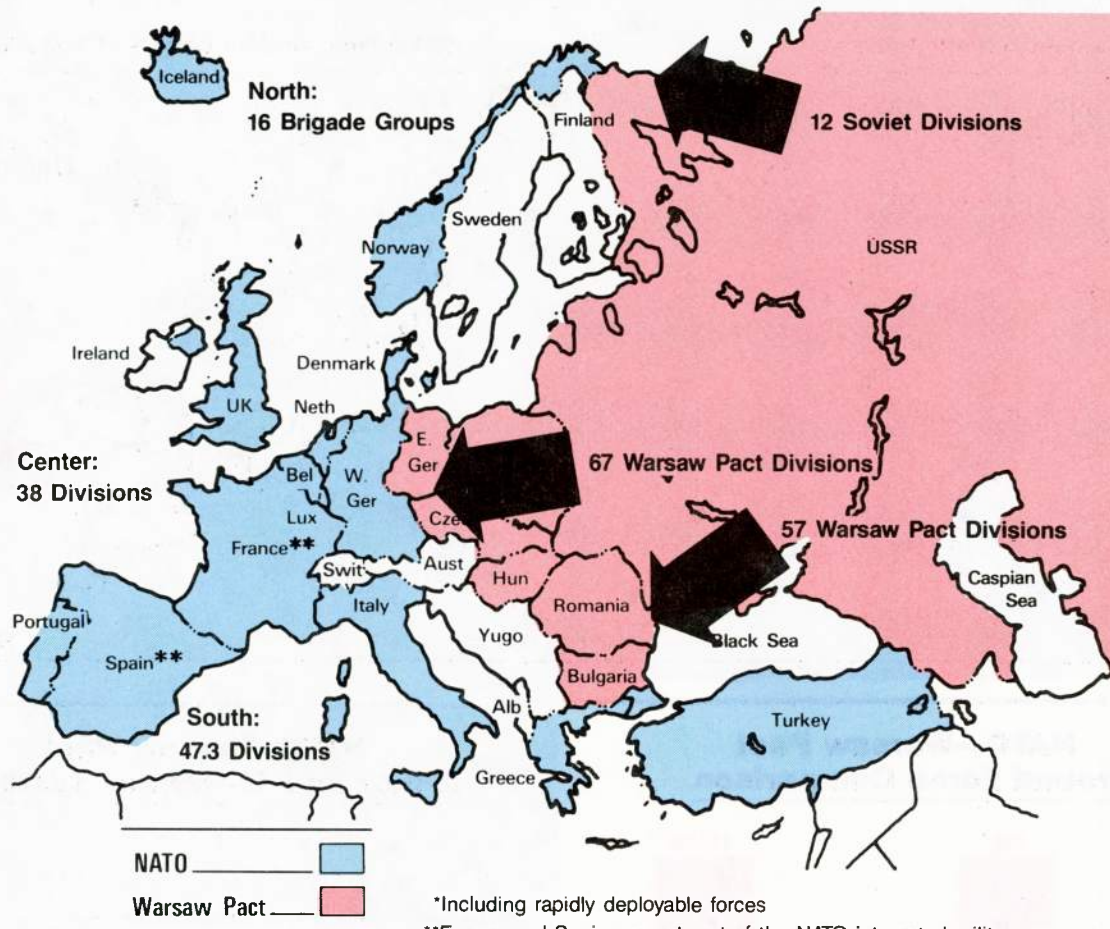 Iceland
North:
16 Brigade Groups
Finland
12 Soviet Divisions
Sweden
Norway
USSR
Ireland
Denmark
UK
Neth
E.
Ger
Center:
38 Divisions
67 Warsaw Pact Divisions
Bel
W.
Ger
Lux
Cze
57 Warsaw Pact Divisions
France**
Swit
Aust
Hun
Caspian
Sea
Portugal
Italy
Romania
Spain**
Yugo
Black Sea
Bulgaria
Alb
South:
47.3 Divisions
Turkey
Greece
NATO
Warsaw Pact
*Including rapidly deployable forces